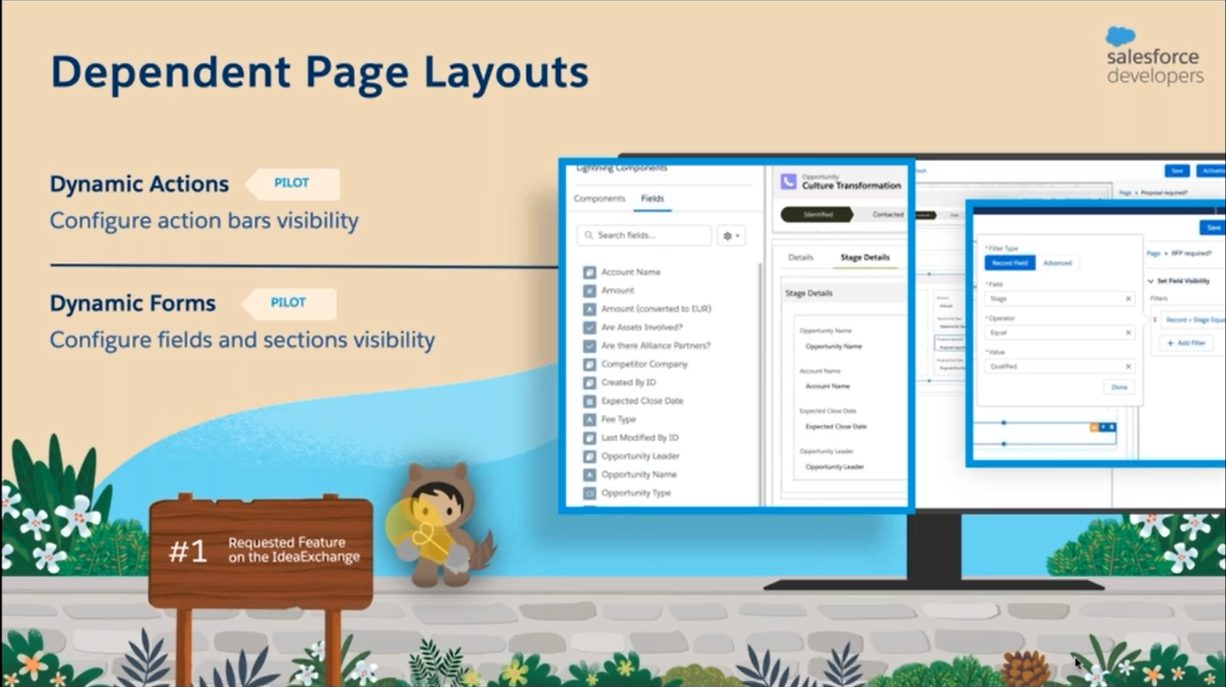 Dependent Page Layouts
salesforce
developers
Dynamic Actions
PILOT
Configure action bars visibility
Dynamic Forms
PILOT
Configure fields and sections visibility
#1
Requested Feature
on the IdeaExchange
Lightning Components
Components
Fields
Search fields...
Account Name
Amount
Amount (converted to EUR)
Are Assets Involved?
Are there Alliance Partners?
Competitor Company
Created By ID
Expected Close Date
Fee Type
Last Modified By ID
Opportunity Leader
Opportunity Name
Opportunity Type
Opportunity
Culture Transformation
Identified
Contacted
Details
Stage Details
Stage Details
Opportunity Name
Opportunity Name
Account Name
Account Name
Expected Close Date
Expected Close Date
Opportunity Leader
Opportunity Leader
Save
Page > Proposal required?
Save
* Filter Type
Record Field
Advanced
* Field
Stage
* Operator
Equal
* Value
Qualified
Done
Page > RFP required?
Set Field Visibility
Filters
1
Record > Stage
+ Add Filter